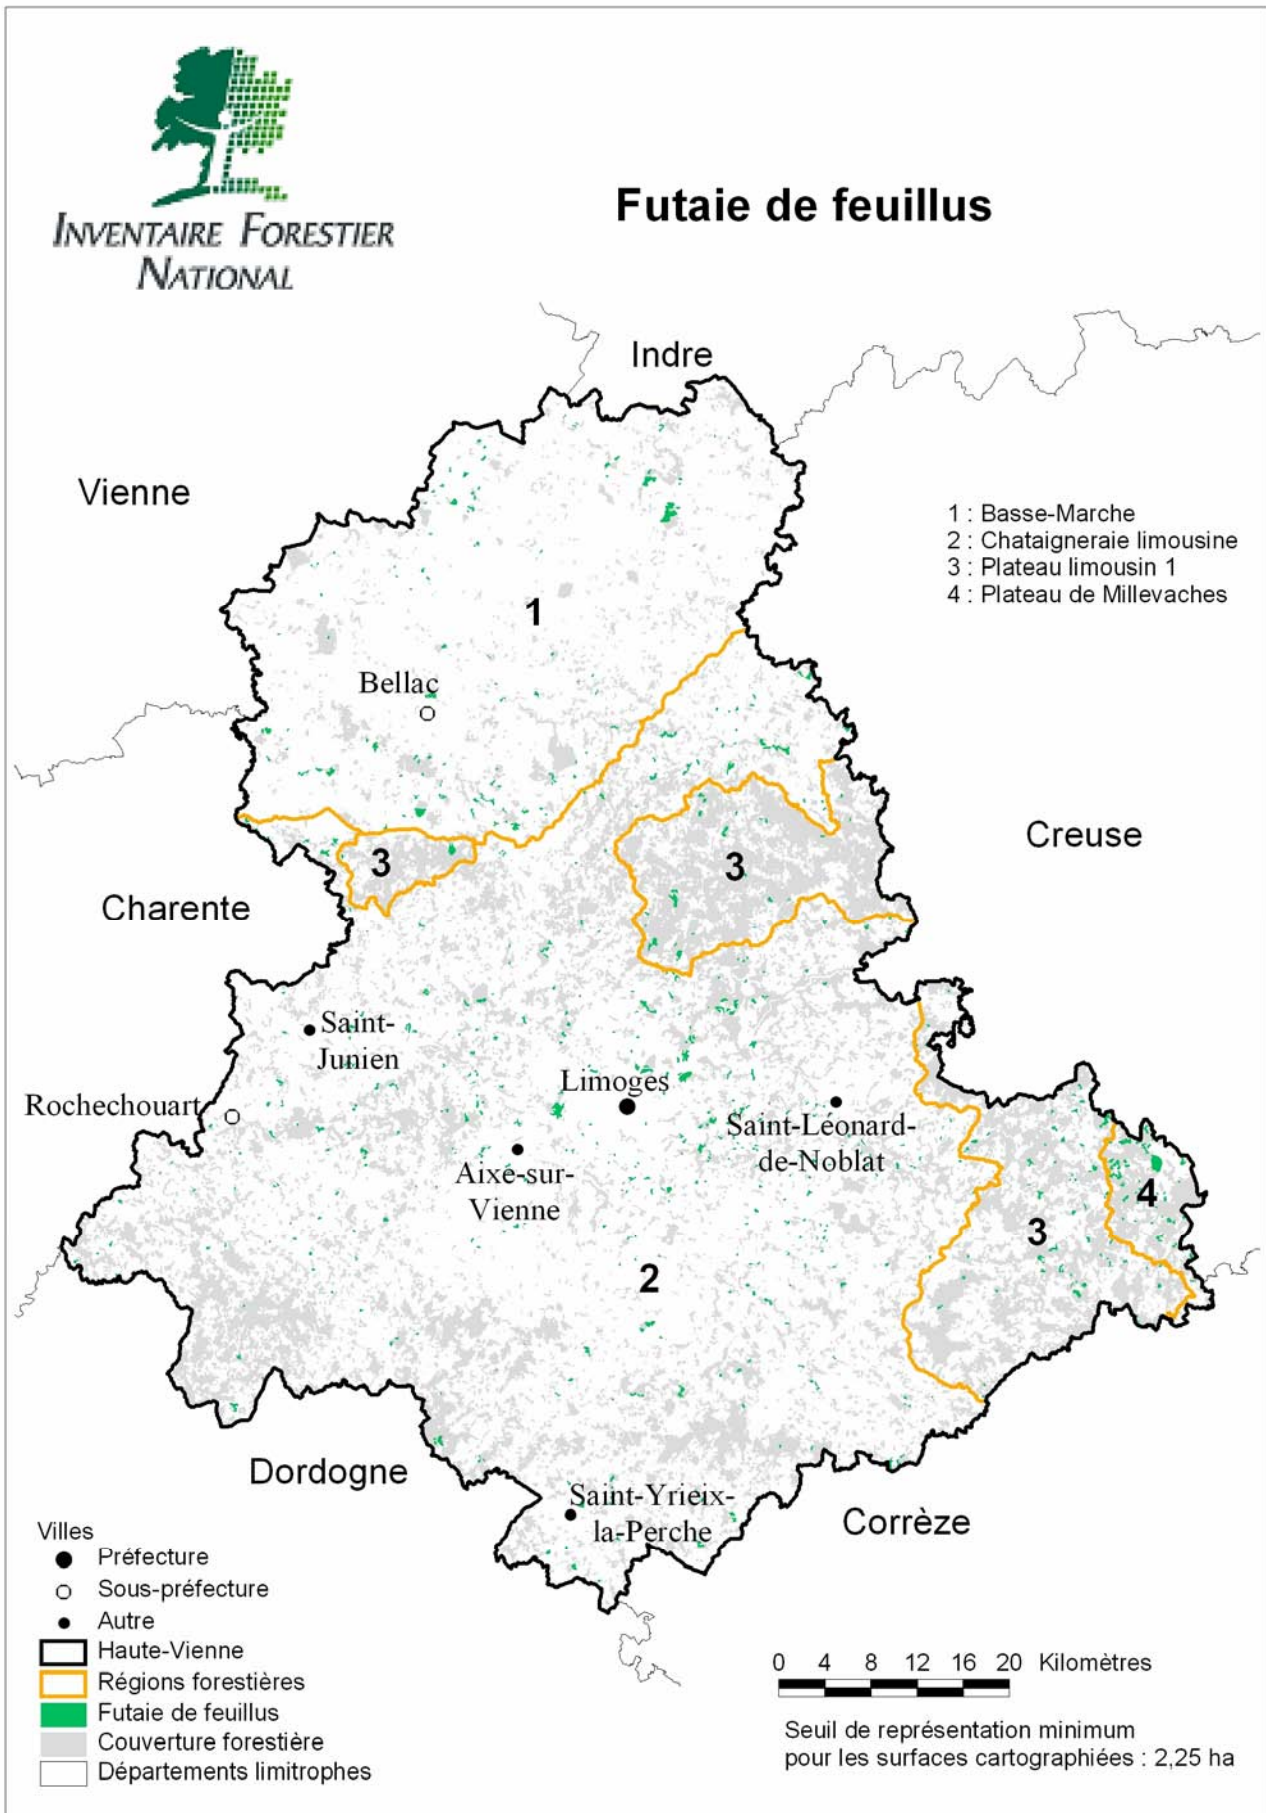 INVENTAIRE FORESTIER
NATIONAL
Futaie de feuillus
Indre
Vienne
1 : Basse-Marche
2 : Chataigneraie limousine
3 : Plateau limousin 1
4 : Plateau de Millevaches
1
Bellac
Creuse
3
3
Charente
Saint-
Junien
Limoges
Rochechouart
Saint-Léonard-
de-Noblat
Aixe-sur-
Vienne
4
3
2
Dordogne
Saint-Yrieix-
la-Perche
Corrèze
Villes
Préfecture
Sous-préfecture
Autre
Haute-Vienne
Régions forestières
Futaie de feuillus
Couverture forestière
Départements limitrophes
0 4 8 12 16 20 Kilomètres
Seuil de représentation minimum
pour les surfaces cartographiées : 2,25 ha